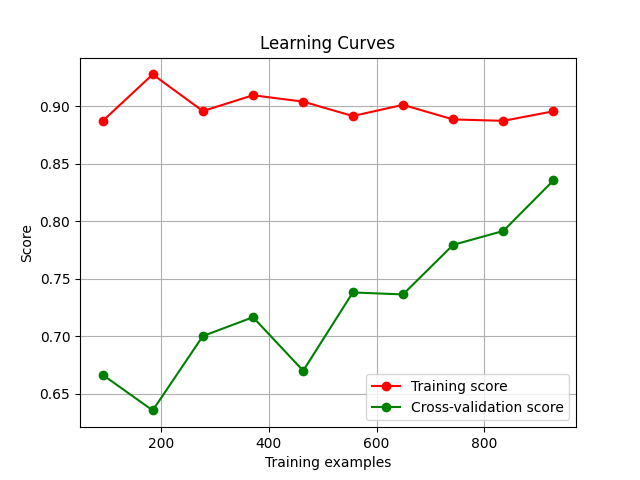 Learning Curves
0.90
0.85
0.80
0.75
0.70
0.65
Score
200
400
600
800
Training examples
Training score
Cross-validation score